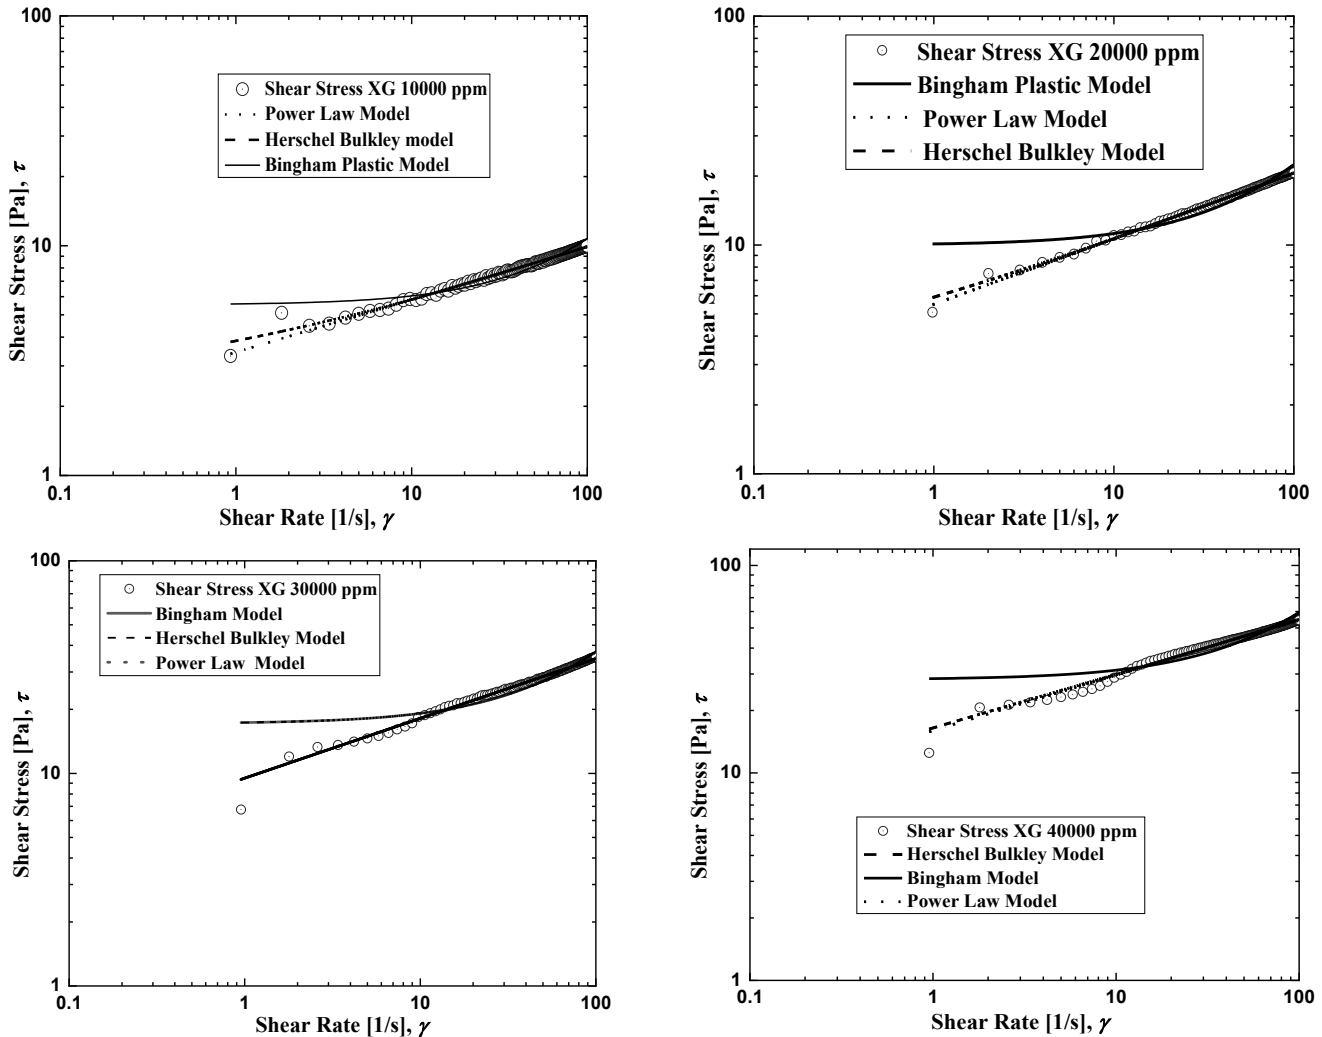 100
10
1
0.1
1
10
100
Shear Stress [Pa], τ
Shear Rate [1/s], γ
Shear Stress XG 10000 ppm
Power Law Model
Herschel Bulkley model
Bingham Plastic Model
100
10
1
0.1
1
10
100
Shear Stress [Pa], τ
Shear Rate [1/s], γ
Shear Stress XG 20000 ppm
Bingham Plastic Model
Power Law Model
Herschel Bulkley Model
100
10
1
0.1
1
10
100
Shear Stress [Pa], τ
Shear Rate [1/s], γ
Shear Stress XG 30000 ppm
Bingham Model
Herschel Bulkley Model
Power Law Model
100
10
1
0.1
1
10
100
Shear Stress [Pa], τ
Shear Rate [1/s], γ
Shear Stress XG 40000 ppm
Herschel Bulkley Model
Bingham Model
Power Law Model